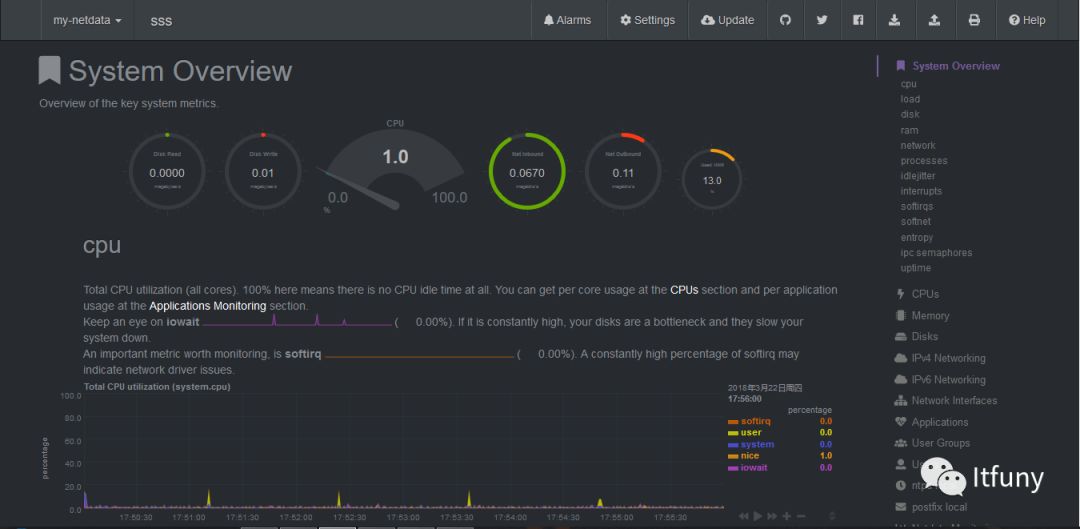 my-netdata
sss
Alarms
Settings
Update
Help
System Overview
Overview of the key system metrics.
Disk Read
0.0000
megabytes/s
Disk Write
0.01
megabytes/s
CPU
1.0
0.0
100.0
%
Net Inbound
0.0670
megabits/s
Net Outbound
0.11
megabits/s
Used RAM
13.0
%
cpu
Total CPU utilization (all cores). 100% here means there is no CPU idle time at all. You can get per core usage at the CPUs section and per application
usage at the Applications Monitoring section.
Keep an eye on iowait ( 0.00%). If it is constantly high, your disks are a bottleneck and they slow your
system down.
An important metric worth monitoring, is softirq ( 0.00%). A constantly high percentage of softirq may
indicate network driver issues.
Total CPU utilization (system.cpu)
100.0
80.0
60.0
40.0
20.0
0.0
percentage
17:50:30
17:51:00
17:51:30
17:52:00
17:52:30
17:53:00
17:53:30
17:54:00
17:54:30
17:55:00
17:55:30
2018年3月22日周四
17:56:00
percentage
softirq 0.0
user 0.0
system 0.0
nice 1.0
iowait 0.0
System Overview
cpu
load
disk
ram
network
processes
idlejitter
interrupts
softirqs
softnet
entropy
ipc semaphores
uptime
CPUs
Memory
Disks
IPv4 Networking
IPv6 Networking
Network Interfaces
Applications
User Groups
postfix local
Itfuny